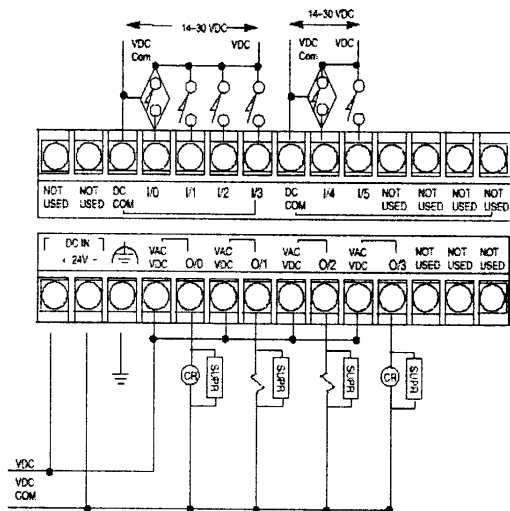 14–30 VDC
14–30 VDC
VDC Com
VDC
VDC Com
VDC
NOT USED
NOT USED
DC COM
I/0
I/1
I/2
I/3
DC COM
I/4
I/5
NOT USED
NOT USED
NOT USED
NOT USED
DC IN
+ 24V -
VAC VDC
O/0
VAC VDC
O/1
VAC VDC
O/2
VAC VDC
O/3
NOT USED
NOT USED
NOT USED
CR
SUPR
SUPR
SUPR
CR
SUPR
VDC
VDC COM